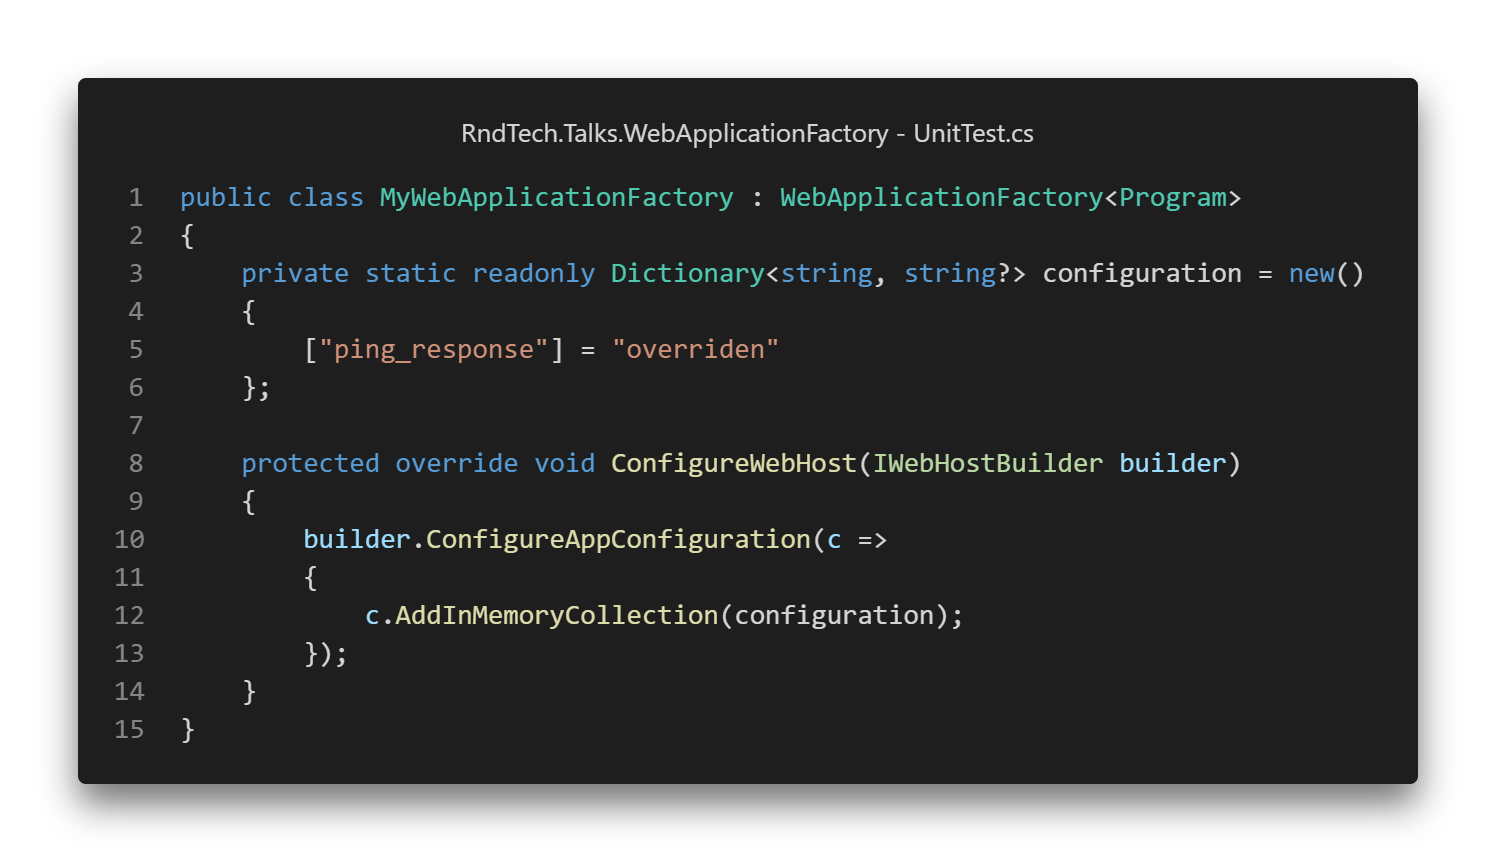 RndTech.Talks.WebApplicationFactory - UnitTest.cs
1 public class MyWebApplicationFactory : WebApplicationFactory<Program>
2 {
3     private static readonly Dictionary<string, string?> configuration = new()
4     {
5         ["ping_response"] = "overriden"
6     };
7
8     protected override void ConfigureWebHost(IWebHostBuilder builder)
9     {
10         builder.ConfigureAppConfiguration(c =>
11         {
12             c.AddInMemoryCollection(configuration);
13         });
14     }
15 }